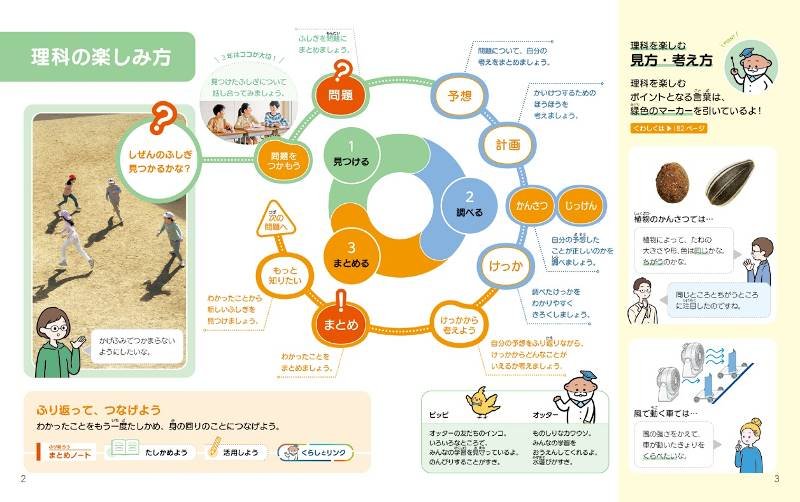 理科の楽しみ方
しぜんのふしぎ
見つかるかな?
かげふみでつかまらない
ようにしたいな。
3年はココが大切!
見つけたふしぎについて
話し合ってみましょう。
問題を
つかもう
ふしぎを問題に
まとめましょう。
問題
問題について、自分の
考えをまとめましょう。
予想
かいけつするための
ほうほうを
考えましょう。
計画
かんさつ
じっけん
自分の予想した
ことが正しいのかを
調べましょう。
けっか
調べたけっかを
わかりやすく
きろくしましょう。
けっかから
考えよう
自分の予想をふり返りながら、
けっかからどんなことが
いえるか考えましょう。
まとめ
わかったことを
まとめましょう。
もっと
知りたい
わかったことから
新しいふしぎを
見つけましょう。
次の
問題へ
1
見つける
2
調べる
3
まとめる
ふり返って、つなげよう
わかったことをもう一度たしかめ、身の回りのことにつなげよう。
ふり返ろう
まとめノート
たしかめよう
活用しよう
くらしとリンク
ピッピ
オッターの友だちのインコ。
いろいろなところで、
みんなの学習を見守っているよ。
のんびりすることがすき。
オッター
ものしりなカワウソ。
みんなの学習を
おうえんしてくれるよ。
水遊びがすき。
2
理科を楽しむ
見方・考え方
POINT!
理科を楽しむ
ポイントとなる言葉は、
緑色のマーカーを引いているよ!
くわしくは ▶ 182 ページ
植物のかんさつでは…
植物によって、たねの
大きさや形、色は同じかな、
ちがうのかな。
同じところとちがうところ
に注目したのですね。
風で動く車では…
風の強さをかえて、
車が動いたきょりを
くらべたいな。
3